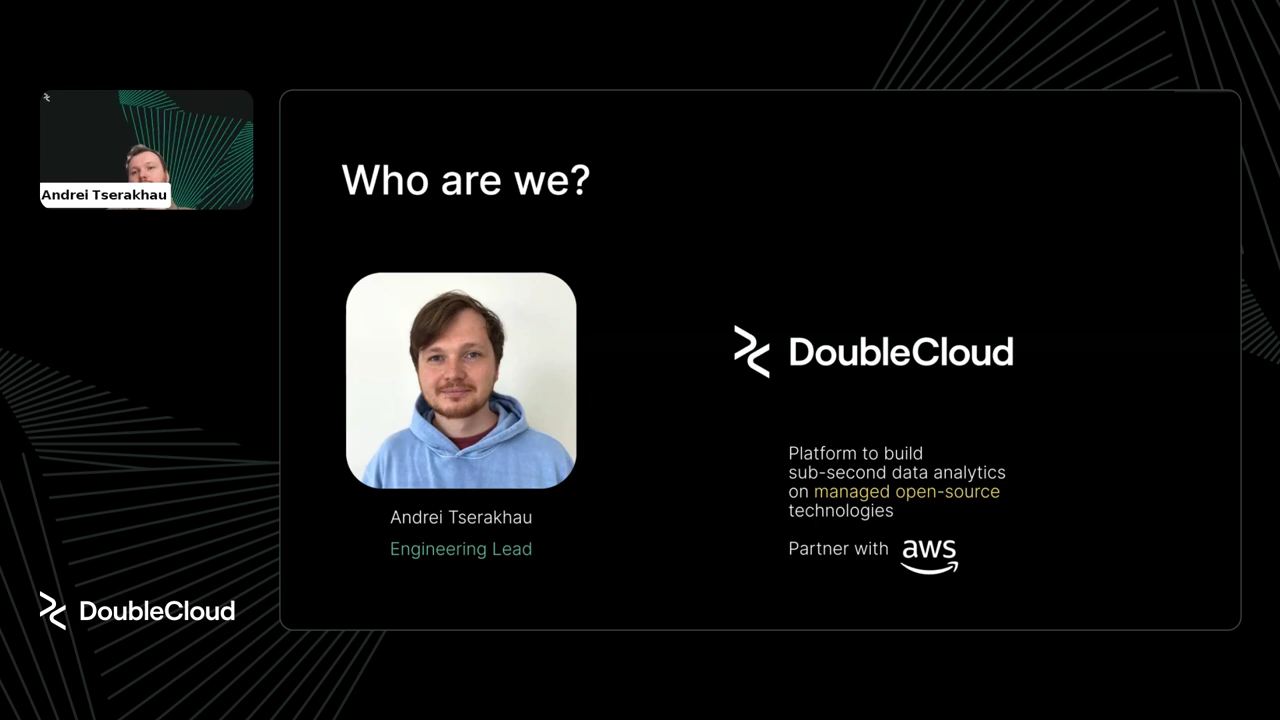 Andrei Tserakhau
Who are we?
Andrei Tserakhau
Engineering Lead
DoubleCloud
Platform to build
sub-second data analytics
on managed open-source
technologies
Partner with aws
DoubleCloud